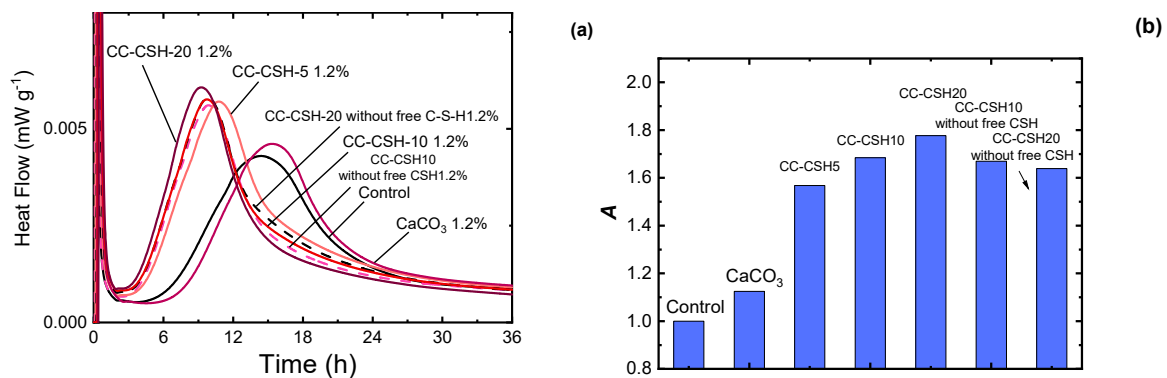 (a)
CC-CSH-20 1.2%
CC-CSH-5 1.2%
CC-CSH-20 without free C-S-H1.2%
CC-CSH-10 1.2%
CC-CSH10
without free CSH1.2%
Control
CaCO3 1.2%
Heat Flow (mW g-1)
0.005
0.000
0 6 12 18 24 30 36
Time (h)
(b)
2.0
1.8
1.6
1.4
1.2
1.0
0.8
A
Control
CaCO3
CC-CSH5
CC-CSH10
CC-CSH20
CC-CSH10
without free CSH
CC-CSH20
without free CSH